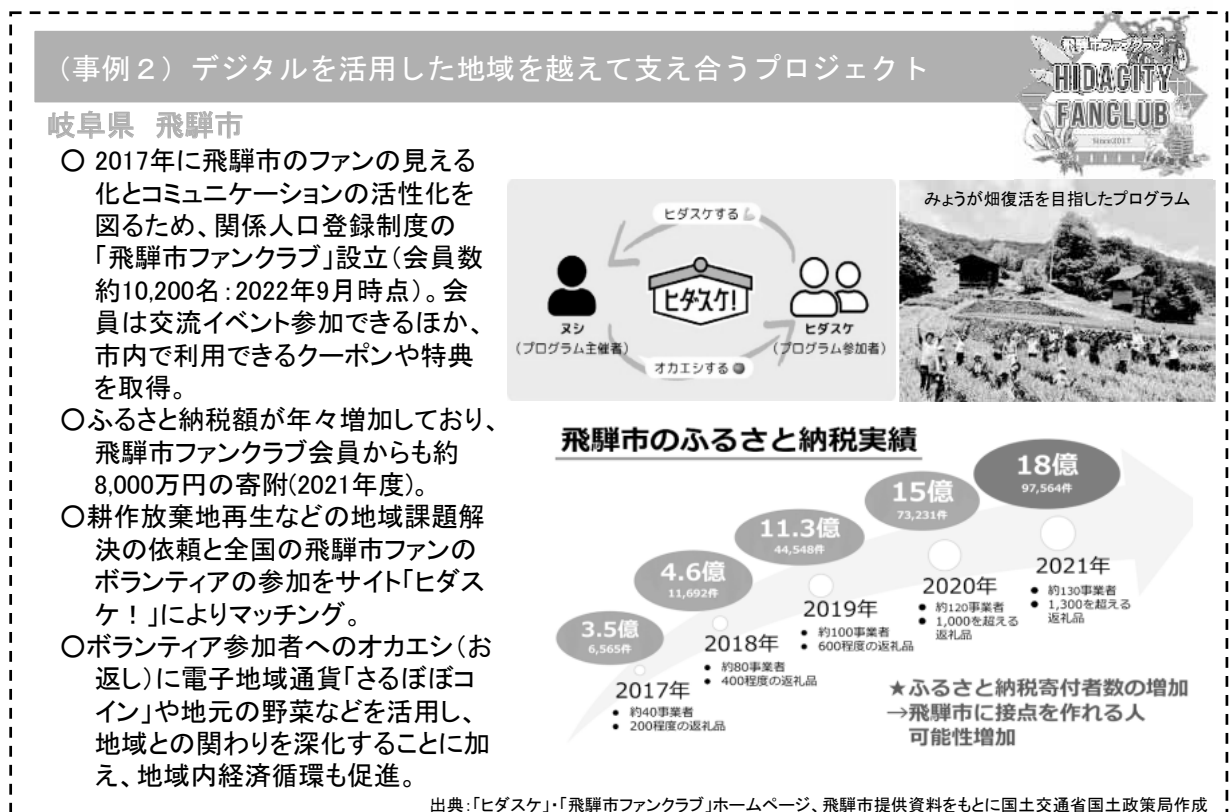 （事例２）デジタルを活用した地域を越えて支え合うプロジェクト
飛騨市ファンクラブ
HIDACITY
FANCLUB
Since2017
岐阜県　飛騨市
〇 2017年に飛騨市のファンの見える
化とコミュニケーションの活性化を
図るため、関係人口登録制度の
「飛騨市ファンクラブ」設立（会員数
約10,200名：2022年9月時点）。会
員は交流イベント参加できるほか、
市内で利用できるクーポンや特典
を取得。
〇ふるさと納税額が年々増加しており、
飛騨市ファンクラブ会員からも約
8,000万円の寄附(2021年度)。
〇耕作放棄地再生などの地域課題解
決の依頼と全国の飛騨市ファンの
ボランティアの参加をサイト「ヒダス
ケ！」によりマッチング。
〇ボランティア参加者へのオカエシ（お
返し）に電子地域通貨「さるぼぼコ
イン」や地元の野菜などを活用し、
地域との関わりを深化することに加
え、地域内経済循環も促進。
ヒダスケする
ヒダスケ!
ヌシ
（プログラム主催者）
ヒダスケ
（プログラム参加者）
オカエシする
みょうが畑復活を目指したプログラム
飛騨市のふるさと納税実績
3.5億
6,565件
2017年
● 約40事業者
● 200程度の返礼品
4.6億
11,692件
2018年
● 約80事業者
● 400程度の返礼品
11.3億
44,548件
2019年
● 約100事業者
● 600程度の返礼品
15億
73,231件
2020年
● 約120事業者
● 1,000を超える
返礼品
18億
97,564件
2021年
● 約130事業者
● 1,300を超える
返礼品
★ふるさと納税寄付者数の増加
→飛騨市に接点を作れる人
可能性増加
出典：「ヒダスケ」・「飛騨市ファンクラブ」ホームページ、飛騨市提供資料をもとに国土交通省国土政策局作成